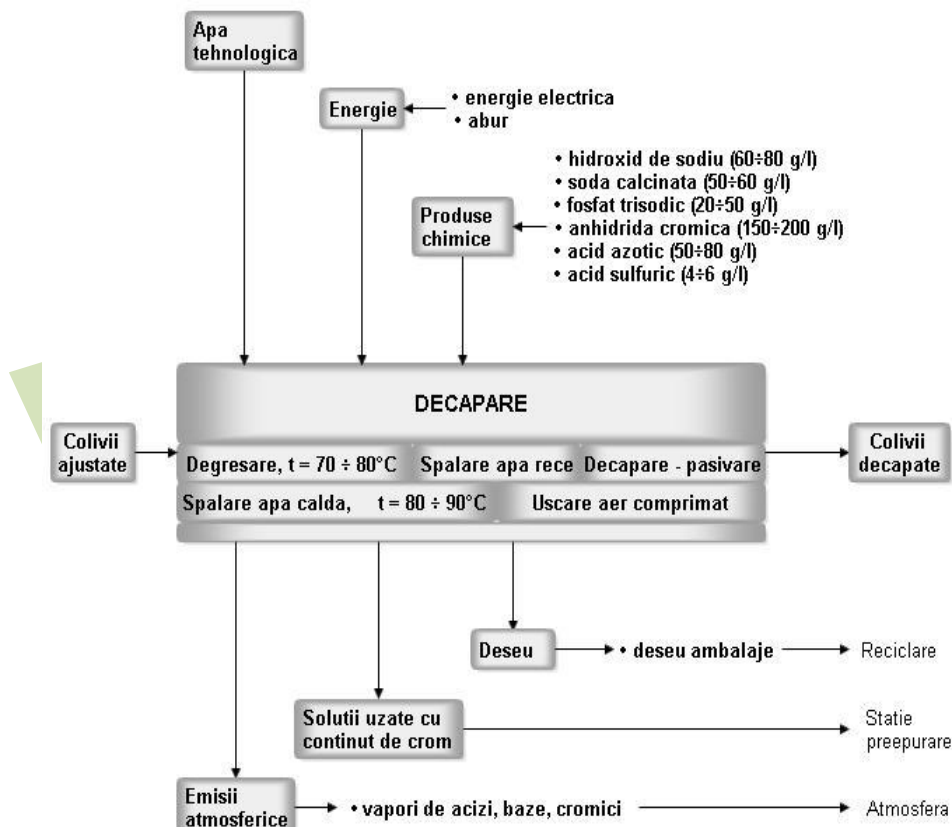 Apa
tehnologica
Energie
• energie electrica
• abur
Produse
chimice
• hidroxid de sodiu (60÷80 g/l)
• soda calcinata (50÷60 g/l)
• fosfat trisodic (20÷50 g/l)
• anhidrida cromica (150÷200 g/l)
• acid azotic (50÷80 g/l)
• acid sulfuric (4÷6 g/l)
Colivii
ajustate
DECAPARE
Degresare, t = 70 ÷ 80°C
Spalare apa rece
Decapare - pasivare
Spalare apa calda, t = 80 ÷ 90°C
Uscare aer comprimat
Colivii
decapate
Deseu
• deseu ambalaje
Reciclare
Solutii uzate cu
continut de crom
Statie
preepurare
Emisii
atmosferice
• vapori de acizi, baze, cromici
Atmosfera